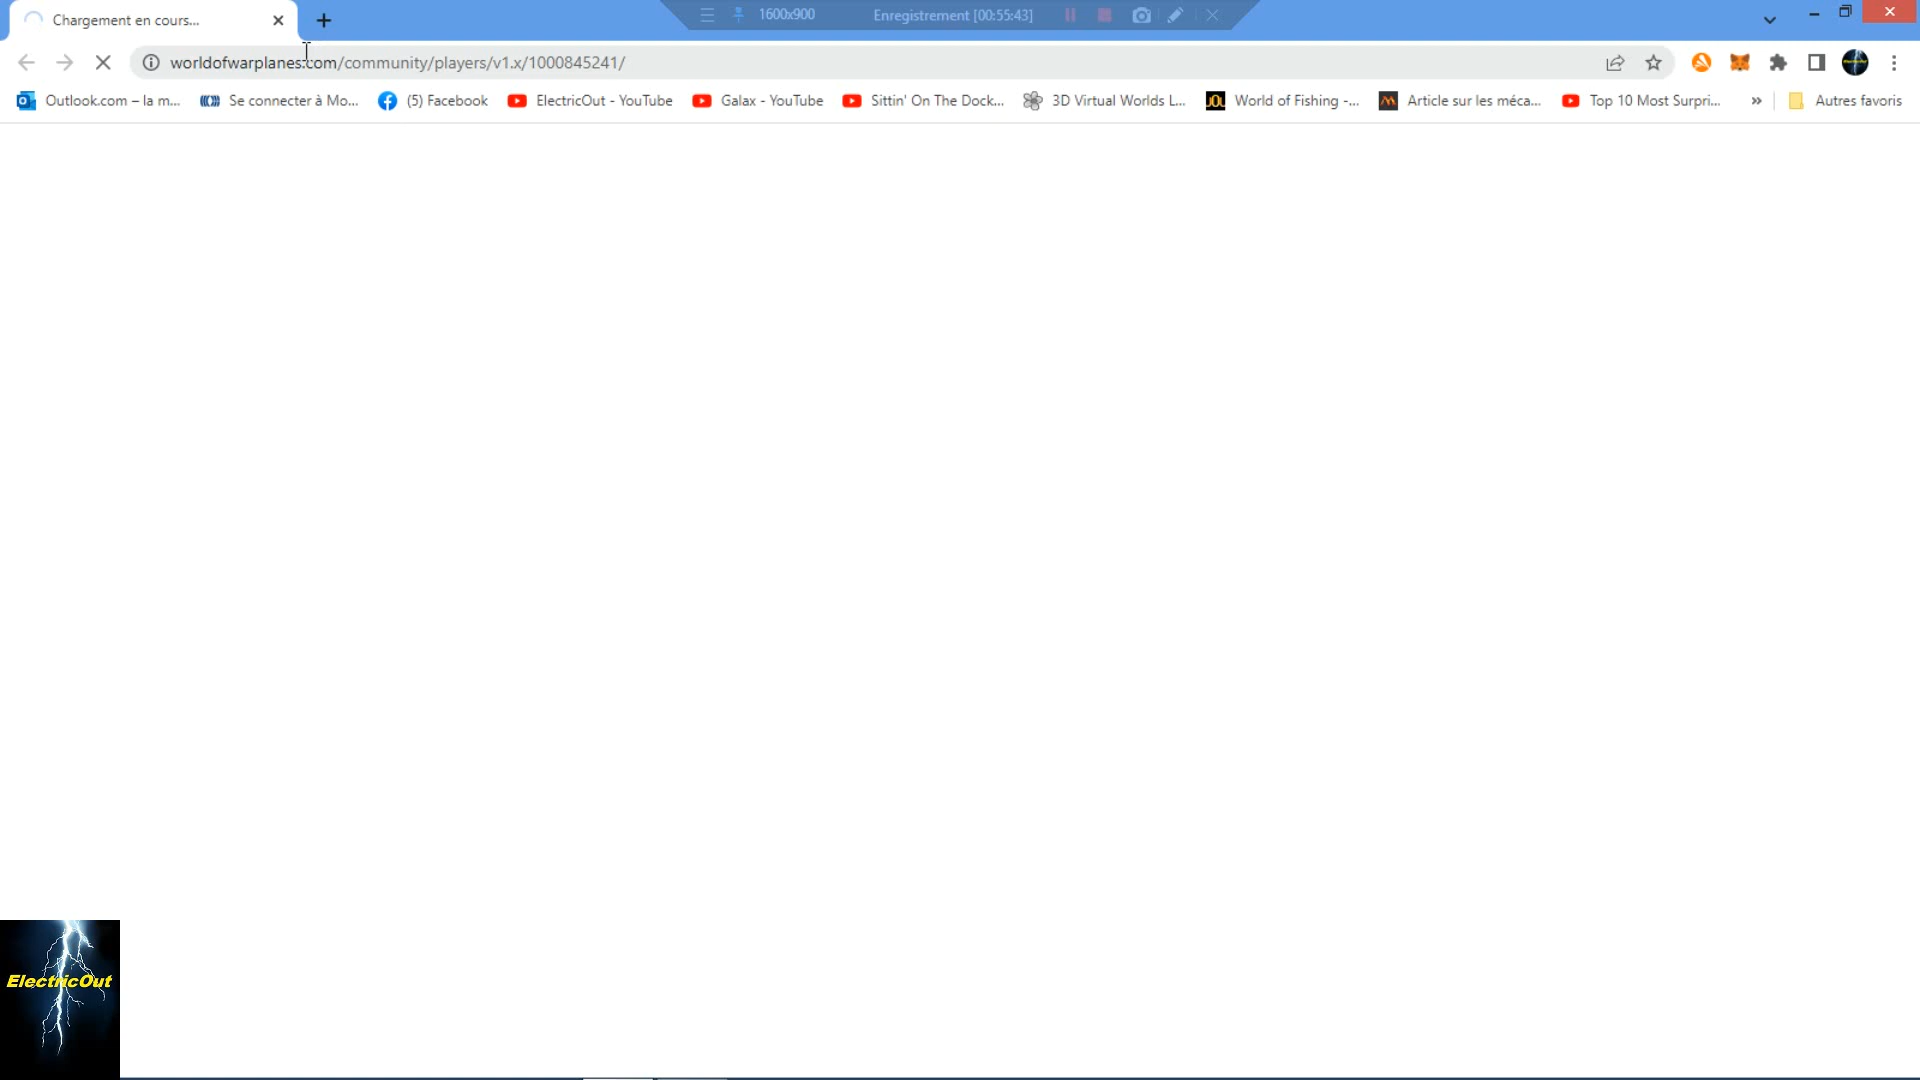 Chargement en cours...
1600x900
Enregistrement [00:55:43]
worldofwarplanes.com/community/players/v1.x/1000845241/
Outlook.com – la m...
Se connecter à Mo...
(5) Facebook
ElectricOut - YouTube
Galax - YouTube
Sittin' On The Dock...
3D Virtual Worlds L...
World of Fishing -...
Article sur les méca...
Top 10 Most Surpri...
»
Autres favoris
ElectricOut